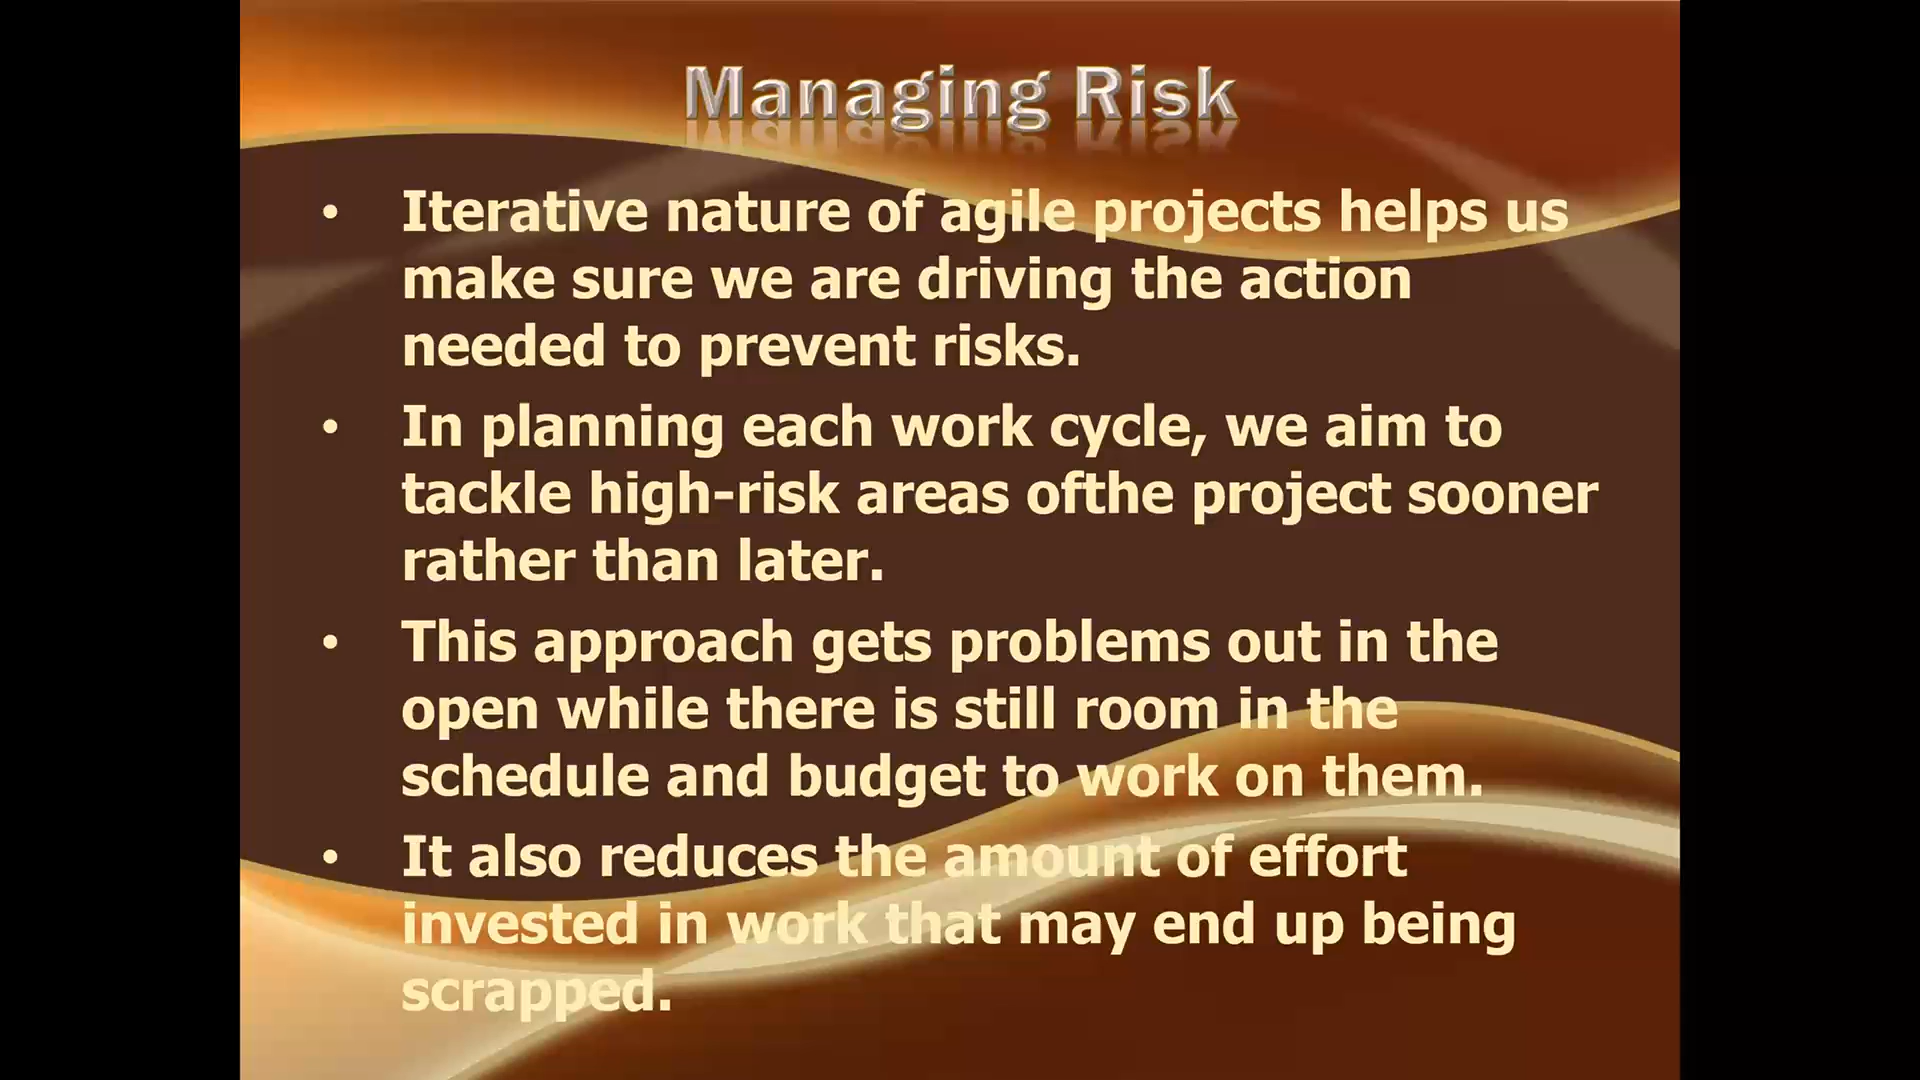 Managing Risk
• Iterative nature of agile projects helps us
make sure we are driving the action
needed to prevent risks.
• In planning each work cycle, we aim to
tackle high-risk areas ofthe project sooner
rather than later.
• This approach gets problems out in the
open while there is still room in the
schedule and budget to work on them.
• It also reduces the amount of effort
invested in work that may end up being
scrapped.